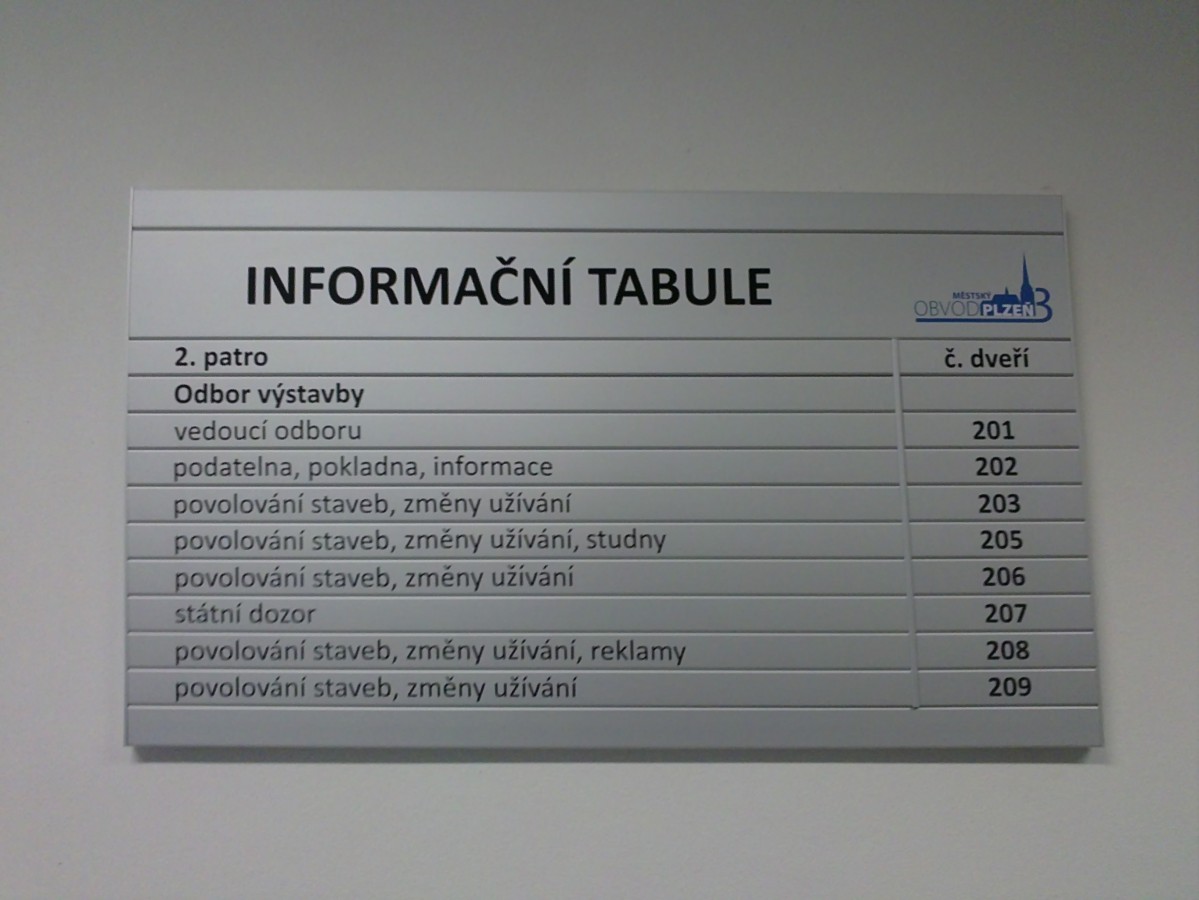 INFORMAČNÍ TABULE
MĚSTSKÝ
OBVOD PLZEŇ 3
2. patro č. dveří
Odbor výstavby
vedoucí odboru 201
podatelna, pokladna, informace 202
povolování staveb, změny užívání 203
povolování staveb, změny užívání, studny 205
povolování staveb, změny užívání 206
státní dozor 207
povolování staveb, změny užívání, reklamy 208
povolování staveb, změny užívání 209